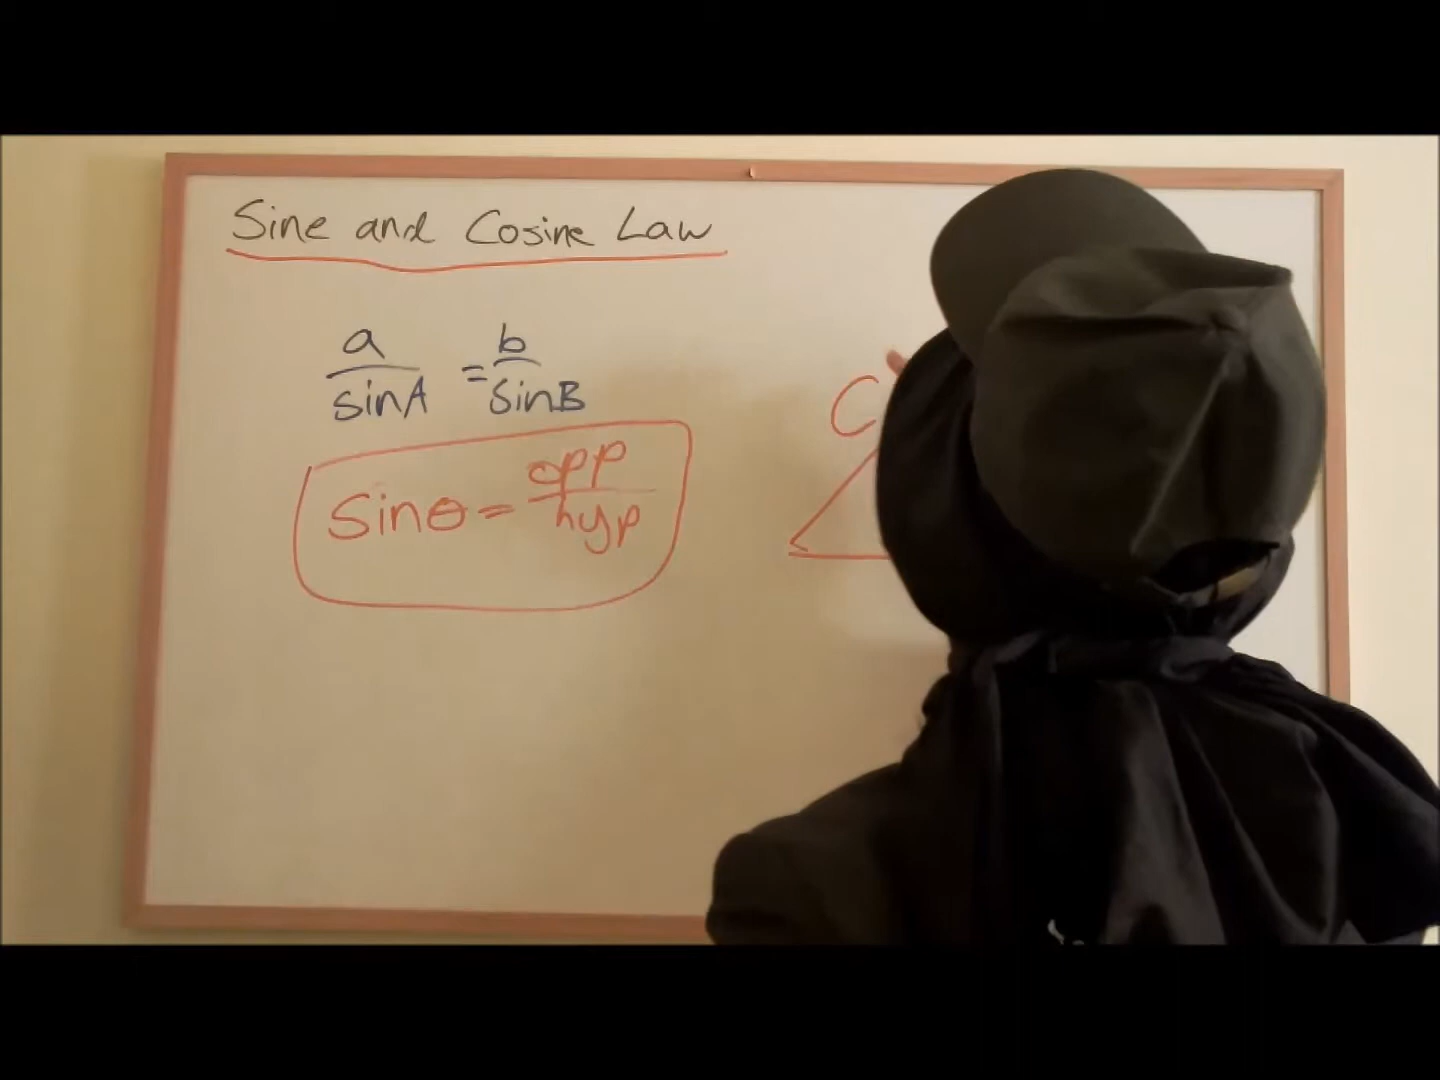 Sine and Cosine Law
a/sinA = b/sinB
sinθ = opp/hyp
C